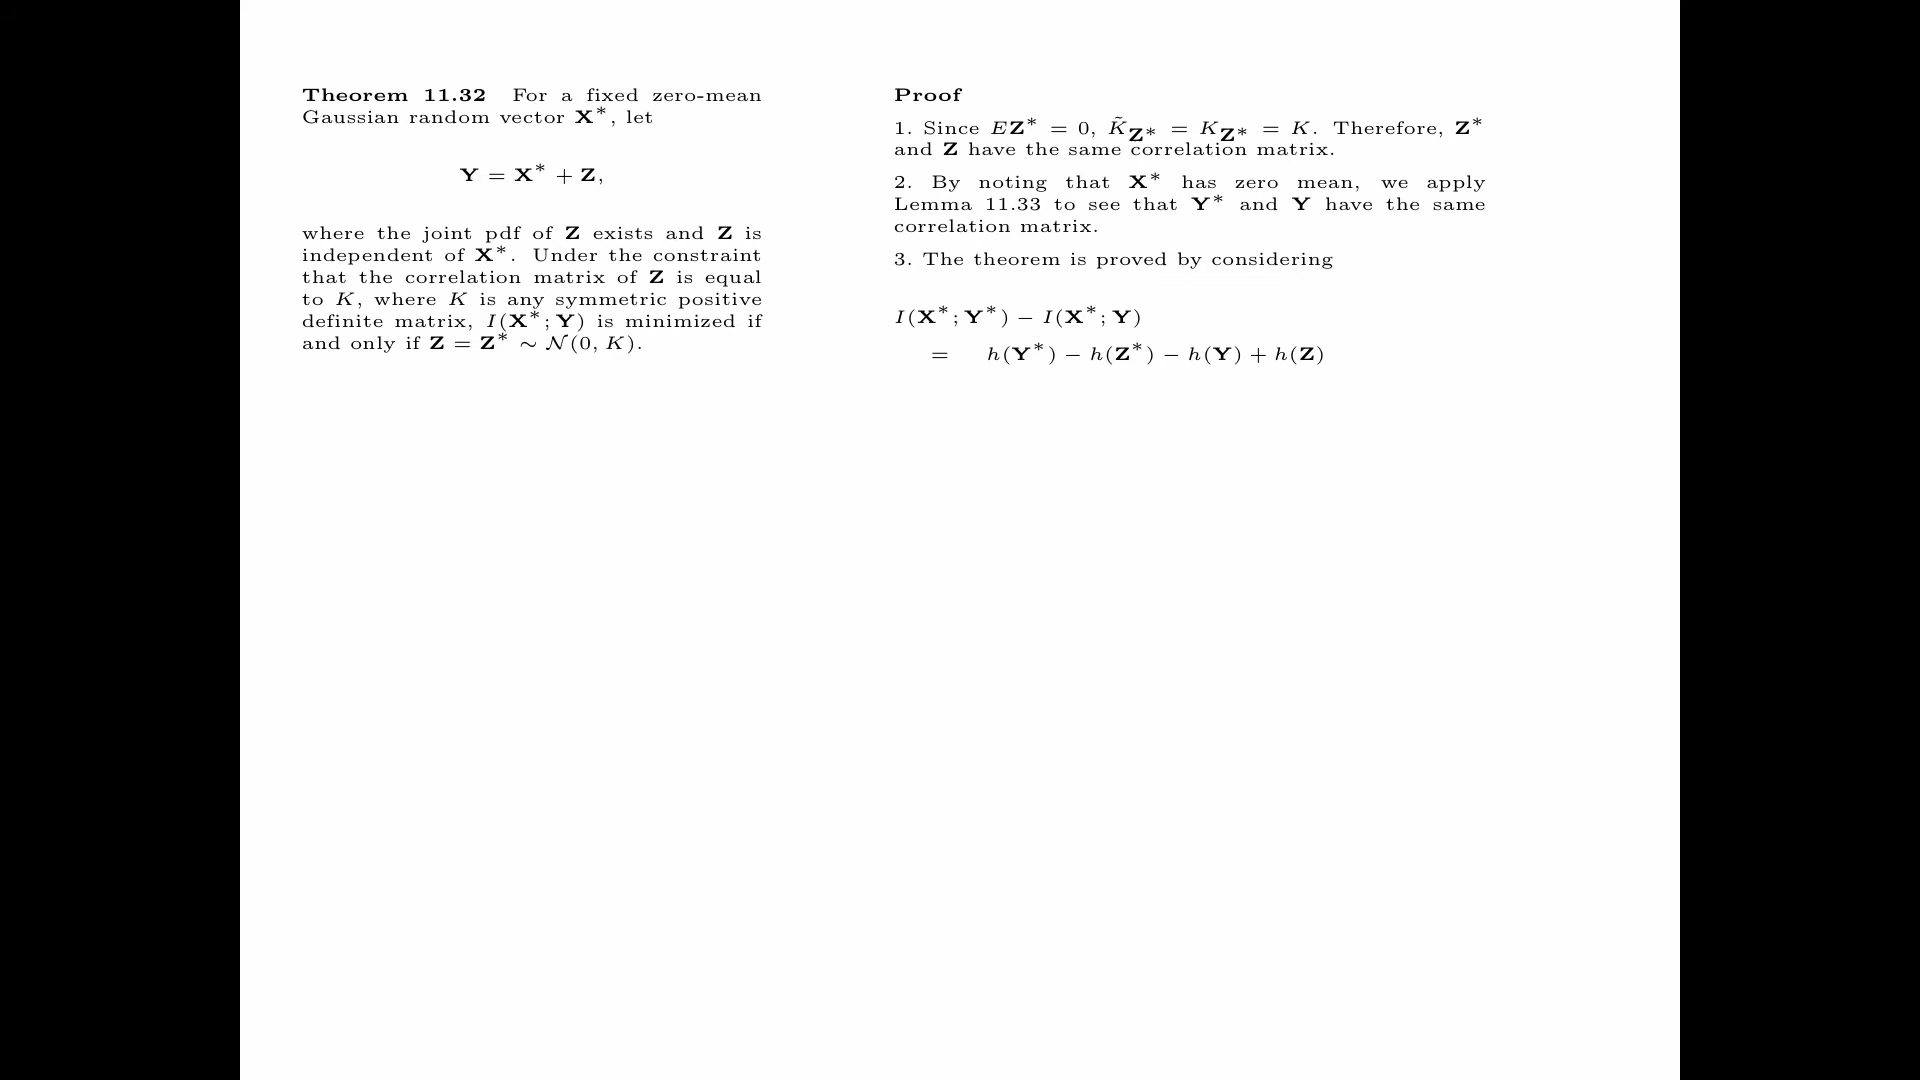 Theorem 11.32 For a fixed zero-mean
Gaussian random vector X*, let
Y = X* + Z,
where the joint pdf of Z exists and Z is
independent of X*. Under the constraint
that the correlation matrix of Z is equal
to K, where K is any symmetric positive
definite matrix, I(X*; Y) is minimized if
and only if Z = Z* ∼ 𝒩(0, K).
Proof
1. Since EZ* = 0, K̃_Z* = K_Z* = K. Therefore, Z*
and Z have the same correlation matrix.
2. By noting that X* has zero mean, we apply
Lemma 11.33 to see that Y* and Y have the same
correlation matrix.
3. The theorem is proved by considering
I(X*; Y*) − I(X*; Y)
= h(Y*) − h(Z*) − h(Y) + h(Z)